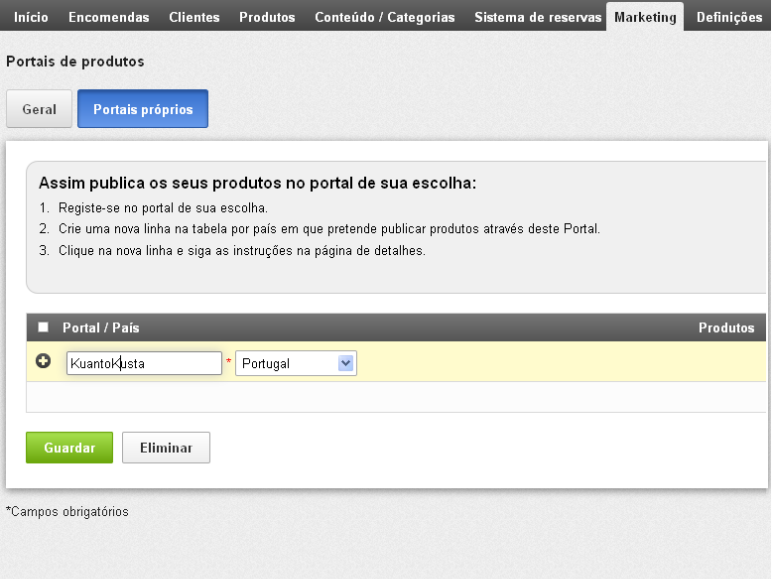 Início Encomendas Clientes Produtos Conteúdo / Categorias Sistema de reservas Marketing Definições
Portais de produtos
Geral Portais próprios
Assim publica os seus produtos no portal de sua escolha:
1. Registe-se no portal de sua escolha.
2. Crie uma nova linha na tabela por país em que pretende publicar produtos através deste Portal.
3. Clique na nova linha e siga as instruções na página de detalhes.
Portal / País Produtos
KuantoKusta * Portugal
Guardar Eliminar
*Campos obrigatórios